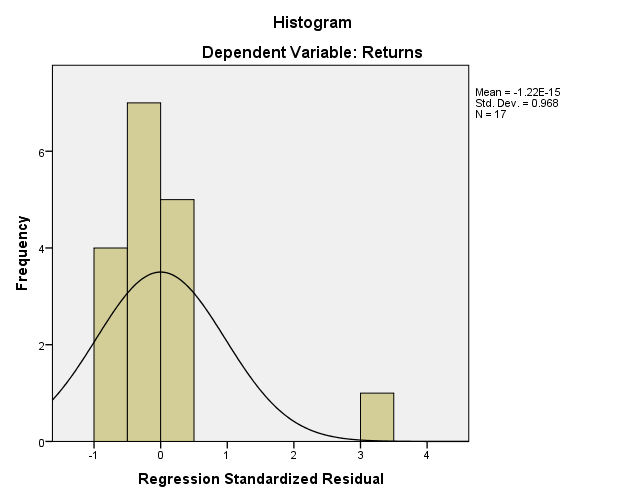 Histogram
Dependent Variable: Returns
Mean = -1.22E-15
Std. Dev. = 0.968
N = 17
Frequency
6
4
2
0
-1 0 1 2 3 4
Regression Standardized Residual